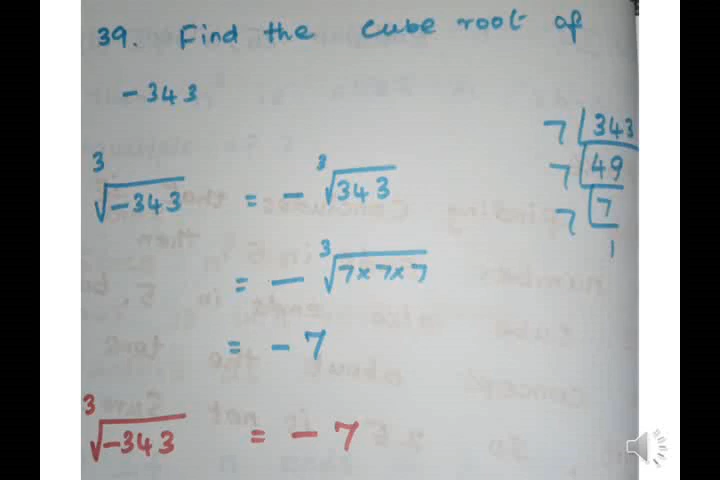 39. Find the cube root of
-343
∛-343 = - ∛343
= - ∛7×7×7
= - 7
∛-343 = - 7
7 | 343
7 | 49
7 | 7
1